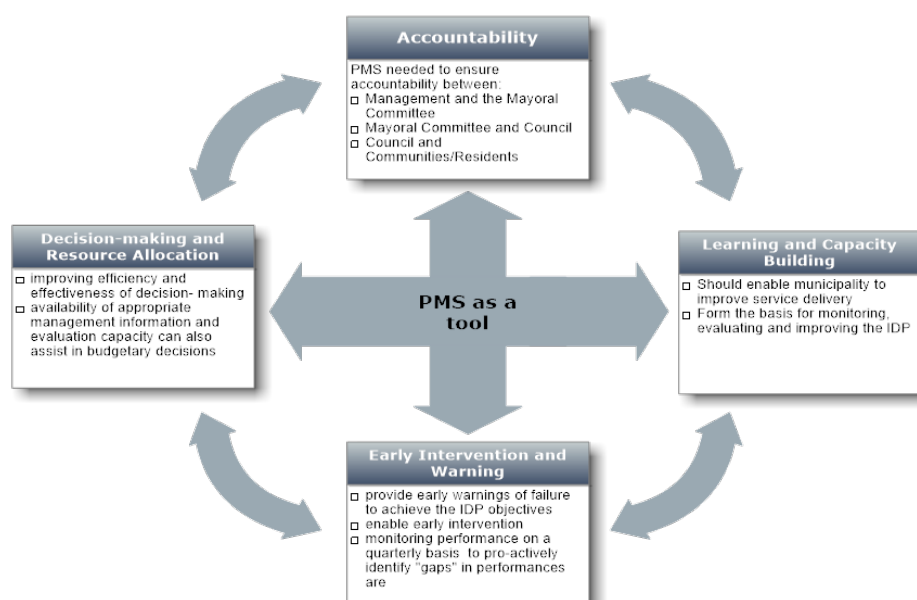 Accountability
PMS needed to ensure
accountability between:
Management and the Mayoral
Committee
Mayoral Committee and Council
Council and
Communities/Residents
Decision-making and
Resource Allocation
improving efficiency and
effectiveness of decision- making
availability of appropriate
management information and
evaluation capacity can also
assist in budgetary decisions
PMS as a
tool
Learning and Capacity
Building
Should enable municipality to
improve service delivery
Form the basis for monitoring,
evaluating and improving the IDP
Early Intervention and
Warning
provide early warnings of failure
to achieve the IDP objectives
enable early intervention
monitoring performance on a
quarterly basis to pro-actively
identify "gaps" in performances
are